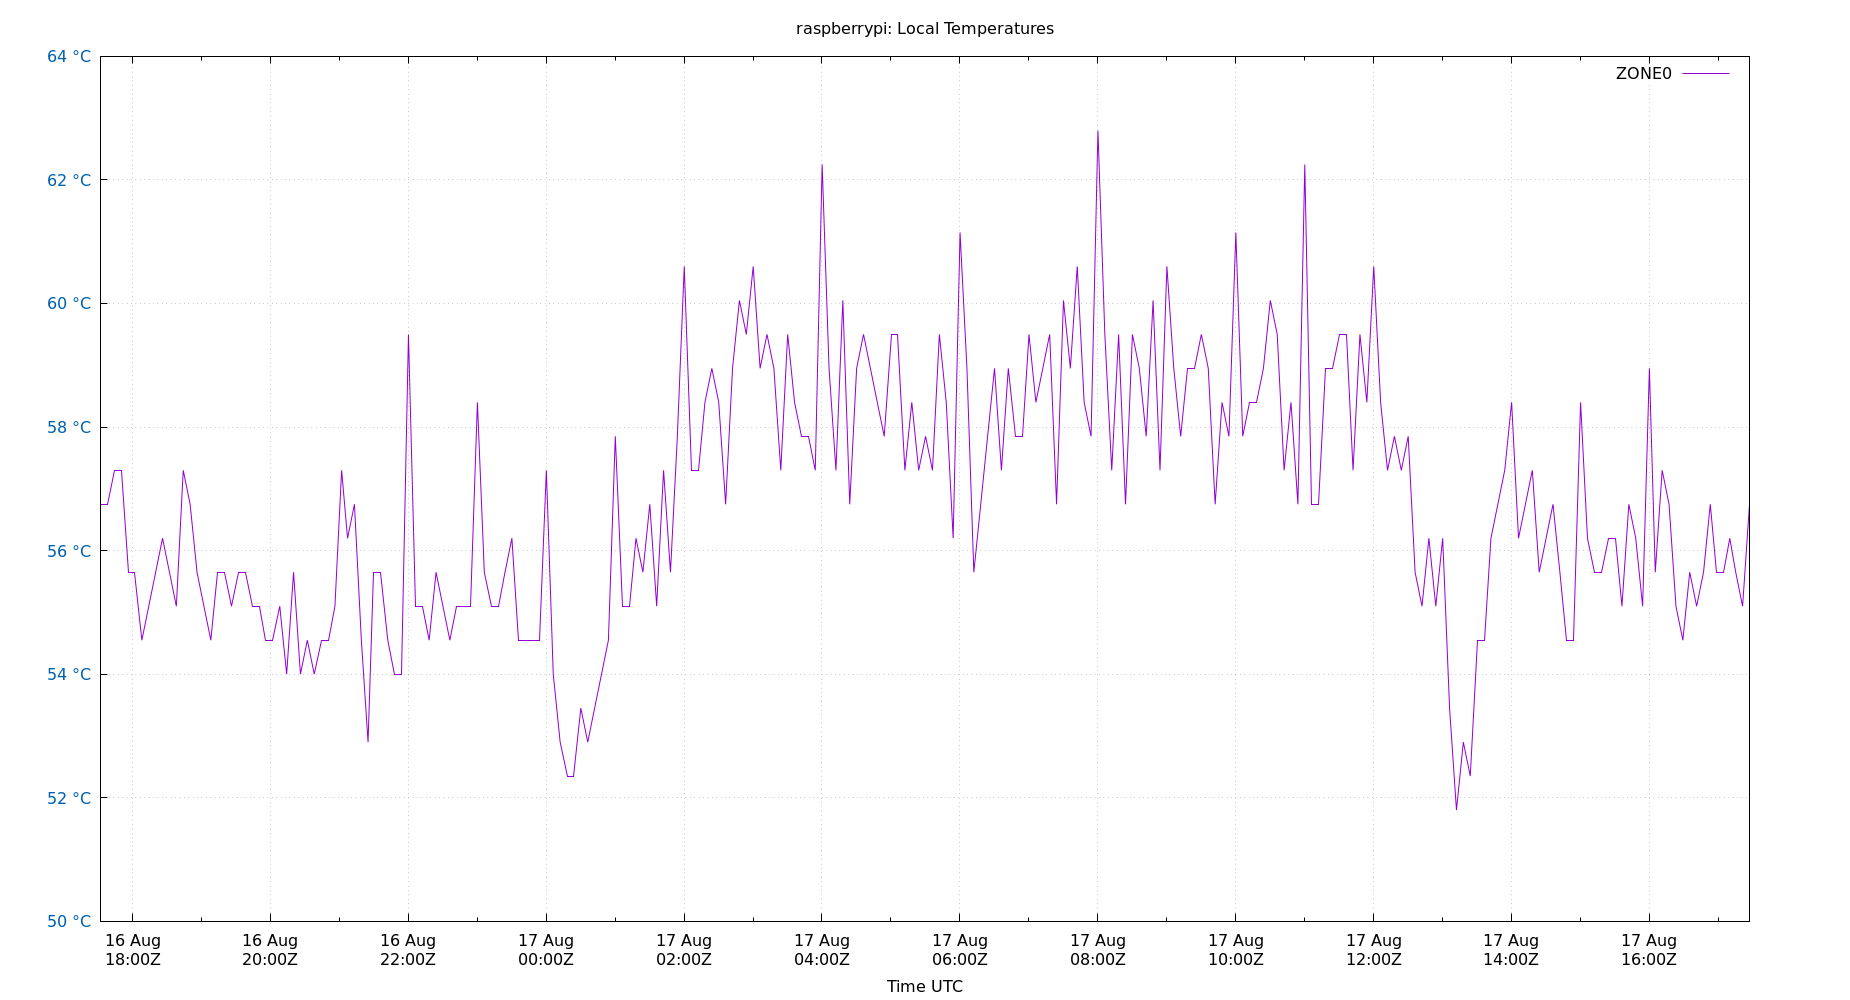 raspberrypi: Local Temperatures
64 °C
ZONE0
62 °C
60 °C
58 °C
56 °C
54 °C
52 °C
50 °C
16 Aug 16 Aug 16 Aug 17 Aug 17 Aug 17 Aug 17 Aug 17 Aug 17 Aug 17 Aug 17 Aug 17 Aug
18:00Z 20:00Z 22:00Z 00:00Z 02:00Z 04:00Z 06:00Z 08:00Z 10:00Z 12:00Z 14:00Z 16:00Z
Time UTC